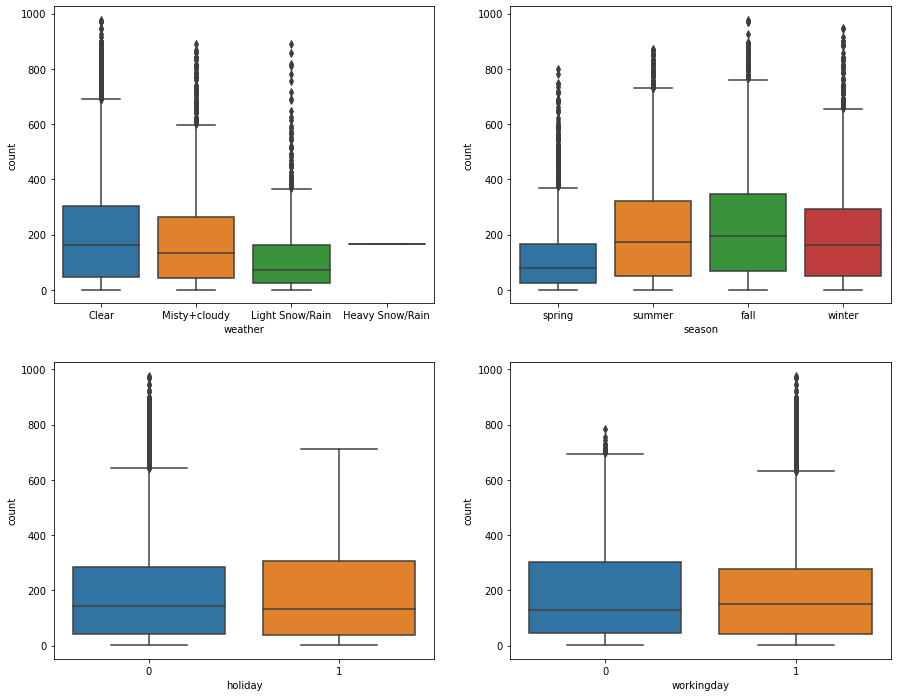 1000
800
600
400
200
0
count
Clear
Misty+cloudy
Light Snow/Rain
Heavy Snow/Rain
weather
1000
800
600
400
200
0
count
spring
summer
fall
winter
season
1000
800
600
400
200
0
count
0
1
holiday
1000
800
600
400
200
0
count
0
1
workingday